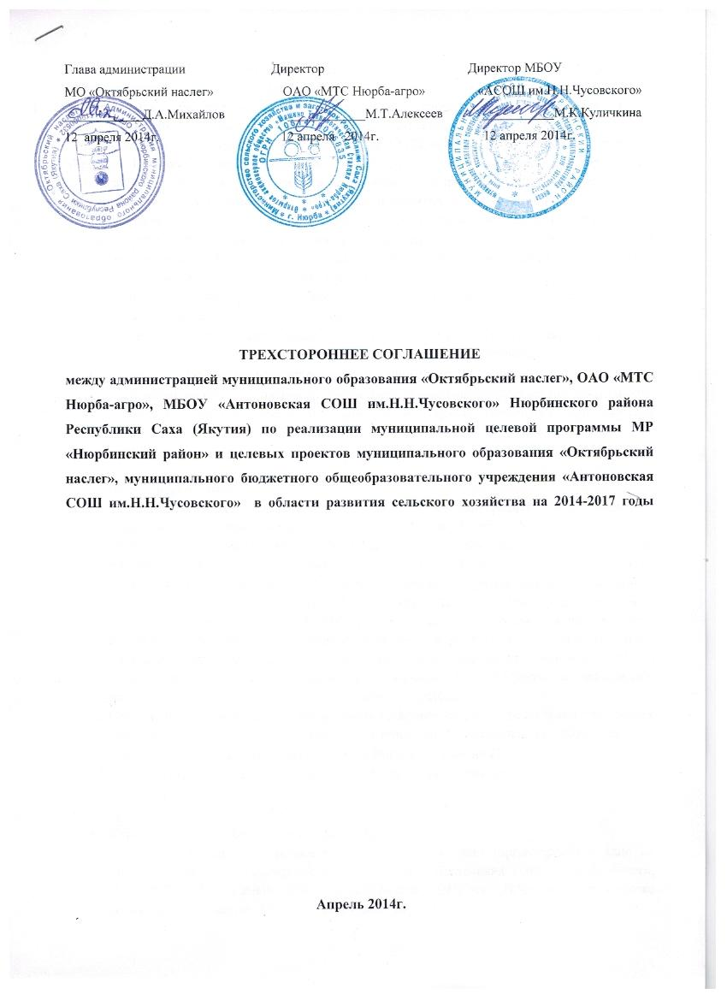 Глава администрации Директор Директор МБОУ
МО «Октябрьский наслег» ОАО «МТС Нюрба-агро» «АСОШ им.Н.Н.Чусовского»
Д.А.Михайлов М.Т.Алексеев М.К.Куличкина
12 апреля 2014г. 12 апреля 2014г. 12 апреля 2014г.
ТРЕХСТОРОННЕЕ СОГЛАШЕНИЕ
между администрацией муниципального образования «Октябрьский наслег», ОАО «МТС
Нюрба-агро», МБОУ «Антоновская СОШ им.Н.Н.Чусовского» Нюрбинского района
Республики Саха (Якутия) по реализации муниципальной целевой программы МР
«Нюрбинский район» и целевых проектов муниципального образования «Октябрьский
наслег», муниципального бюджетного общеобразовательного учреждения «Антоновская
СОШ им.Н.Н.Чусовского» в области развития сельского хозяйства на 2014-2017 годы
Апрель 2014г.